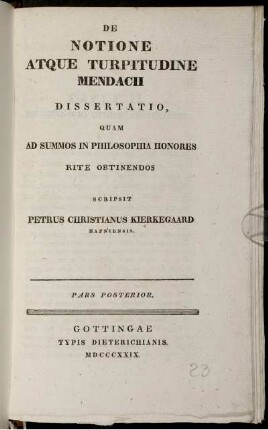 DE
NOTIONE
ATQUE TURPITUDINE
MENDACII
DISSERTATIO,
QUAM
AD SUMMOS IN PHILOSOPHIA HONORES
RITE OBTINENDOS
SCRIPSIT
PETRUS CHRISTIANUS KIERKEGAARD
HAFNIENSIS.
PARS POSTERIOR.
GOTTINGAE
TYPIS DIETERICHIANIS.
MDCCCXXIX.
23